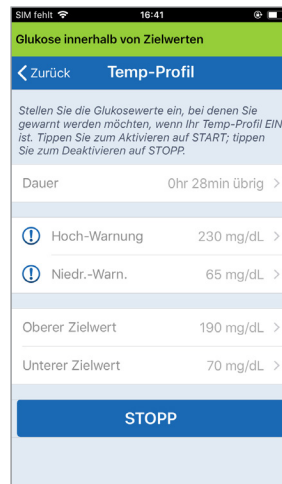 SIM fehlt 16:41
Glukose innerhalb von Zielwerten
Zurück Temp-Profil
Stellen Sie die Glukosewerte ein, bei denen Sie
gewarnt werden möchten, wenn Ihr Temp-Profil EIN
ist. Tippen Sie zum Aktivieren auf START; tippen
Sie zum Deaktivieren auf STOPP.
Dauer 0hr 28min übrig
Hoch-Warnung 230 mg/dL
Niedr.-Warn. 65 mg/dL
Oberer Zielwert 190 mg/dL
Unterer Zielwert 70 mg/dL
STOPP